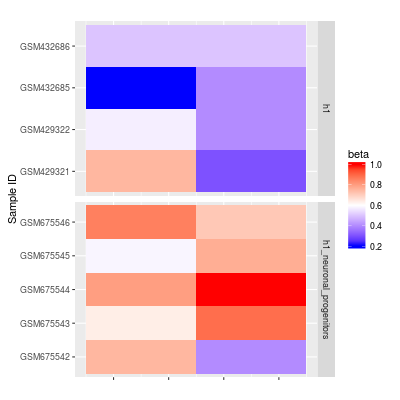 GSM432686
GSM432685
GSM429322
GSM429321
h1
Sample ID
GSM675546
GSM675545
GSM675544
GSM675543
GSM675542
h1_neuronal_progenitors
beta
1.0
0.8
0.6
0.4
0.2